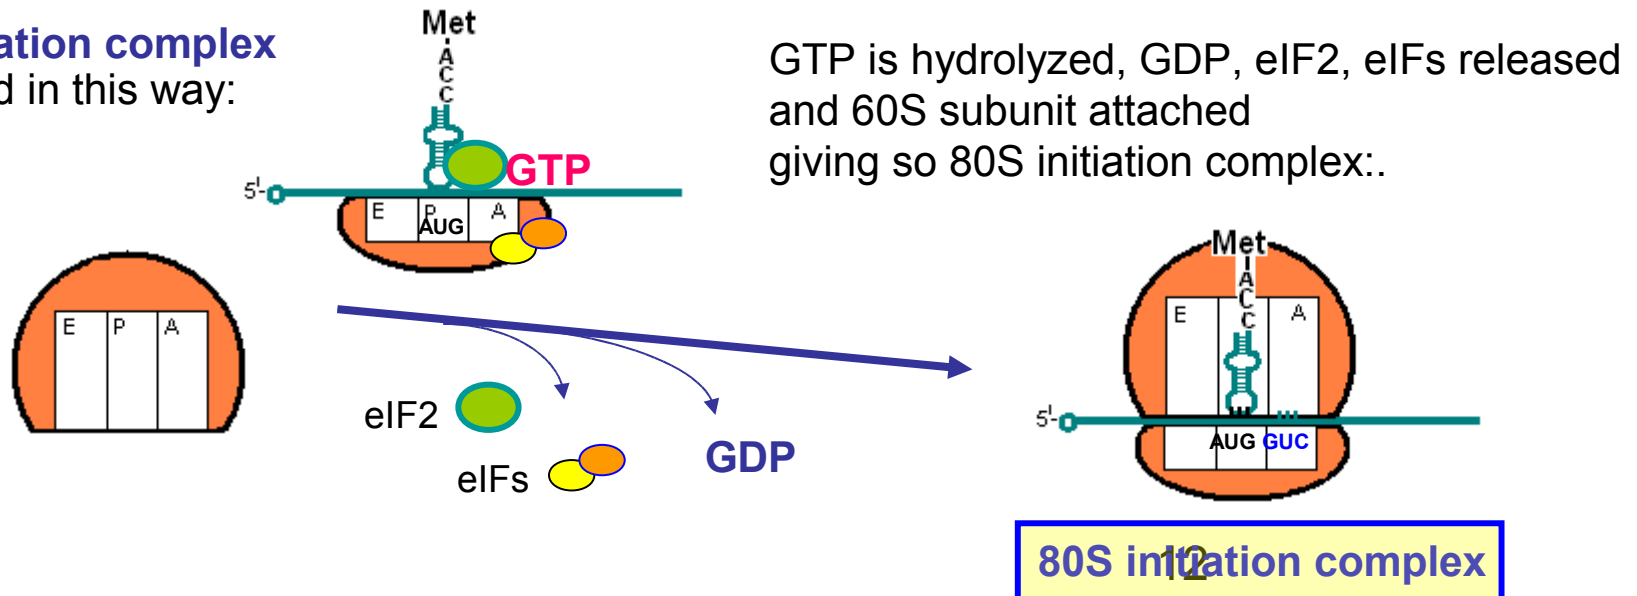 ation complex
d in this way:
Met
A
C
C
GTP
5'-
E P A
AUG
GTP is hydrolyzed, GDP, eIF2, eIFs released
and 60S subunit attached
giving so 80S initiation complex:.
E P A
eIF2
eIFs
GDP
Met
A
C
C
E A
5'-
AUG GUC
80S initiation complex
12